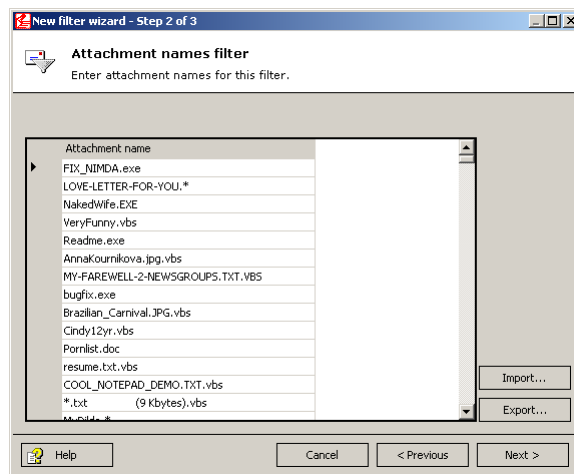 New filter wizard - Step 2 of 3
Attachment names filter
Enter attachment names for this filter.
Attachment name
FIX_NIMDA.exe
LOVE-LETTER-FOR-YOU.*
NakedWife.EXE
VeryFunny.vbs
Readme.exe
AnnaKournikova.jpg.vbs
MY-FAREWELL-2-NEWSGROUPS.TXT.VBS
bugfix.exe
Brazilian_Carnival.JPG.vbs
Cindy12yr.vbs
Pornlist.doc
resume.txt.vbs
COOL_NOTEPAD_DEMO.TXT.vbs
*.txt (9 Kbytes).vbs
Import...
Export...
Help
Cancel
< Previous
Next >